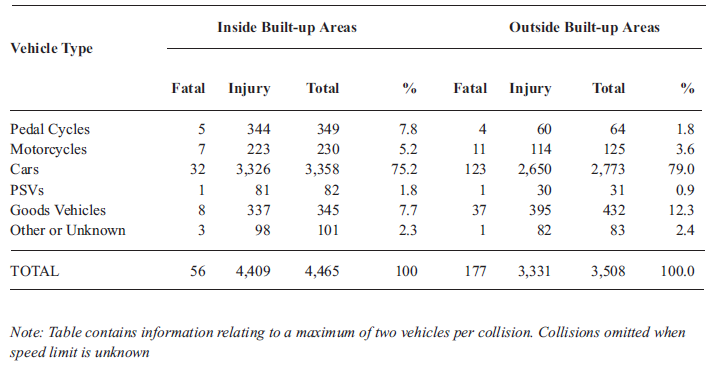 Inside Built-up Areas Outside Built-up Areas
Vehicle Type
Fatal Injury Total % Fatal Injury Total %
Pedal Cycles 5 344 349 7.8 4 60 64 1.8
Motorcycles 7 223 230 5.2 11 114 125 3.6
Cars 32 3,326 3,358 75.2 123 2,650 2,773 79.0
PSVs 1 81 82 1.8 1 30 31 0.9
Goods Vehicles 8 337 345 7.7 37 395 432 12.3
Other or Unknown 3 98 101 2.3 1 82 83 2.4
TOTAL 56 4,409 4,465 100 177 3,331 3,508 100.0
Note: Table contains information relating to a maximum of two vehicles per collision. Collisions omitted when
speed limit is unknown